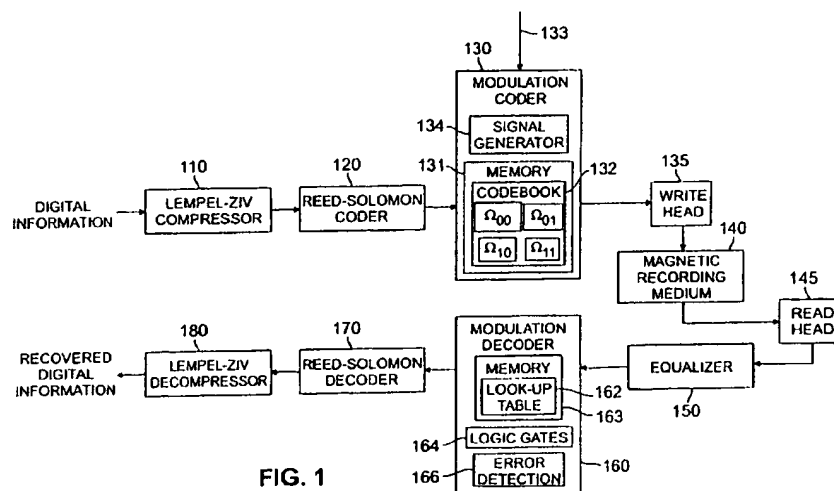 133
130
MODULATION
CODER
134
SIGNAL
GENERATOR
131
MEMORY
132
CODEBOOK
Ω00
Ω01
Ω10
Ω11
DIGITAL
INFORMATION
110
LEMPEL-ZIV
COMPRESSOR
120
REED-SOLOMON
CODER
135
WRITE
HEAD
140
MAGNETIC
RECORDING
MEDIUM
145
READ
HEAD
RECOVERED
DIGITAL
INFORMATION
180
LEMPEL-ZIV
DECOMPRESSOR
170
REED-SOLOMON
DECODER
MODULATION
DECODER
MEMORY
LOOK-UP
TABLE
162
163
164
LOGIC GATES
166
ERROR
DETECTION
160
EQUALIZER
150
FIG. 1